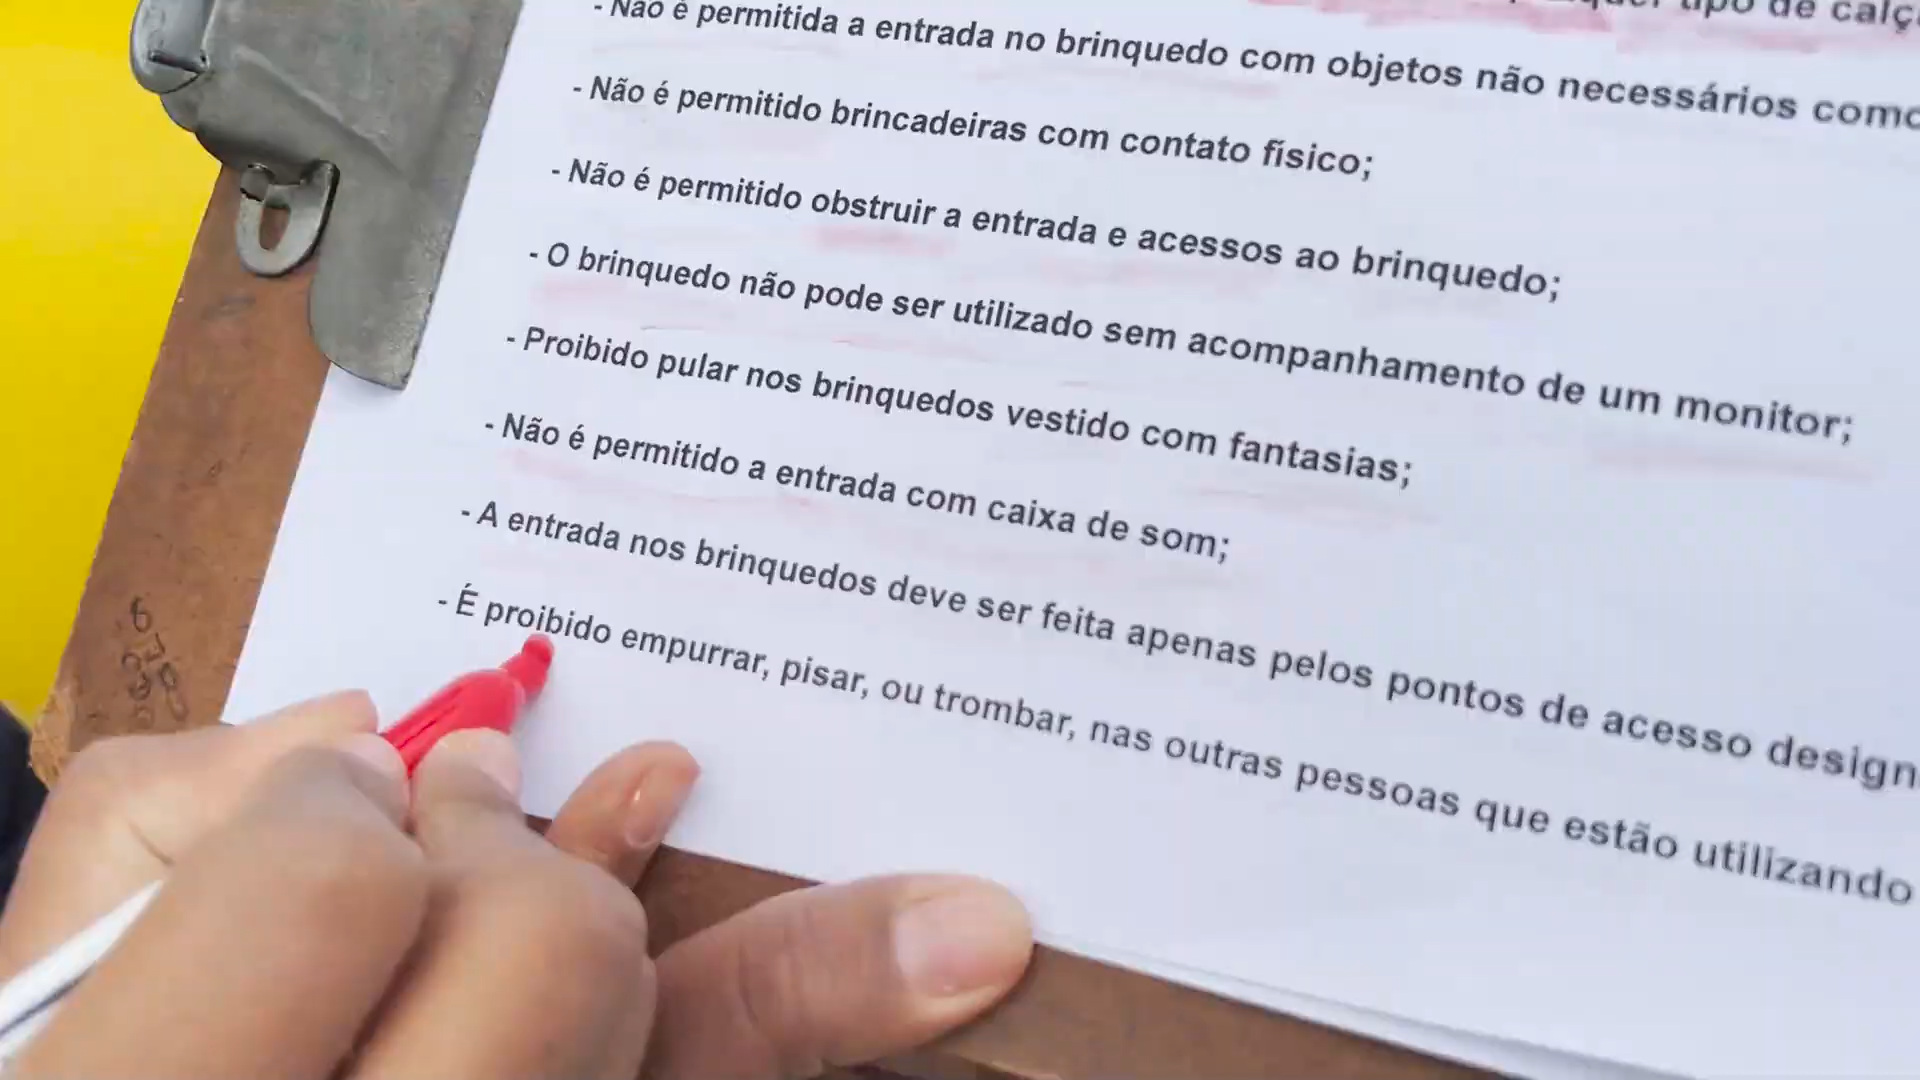 tipo de calç
- Não é permitida a entrada no brinquedo com objetos não necessários como
- Não é permitido brincadeiras com contato físico;
- Não é permitido obstruir a entrada e acessos ao brinquedo;
- O brinquedo não pode ser utilizado sem acompanhamento de um monitor;
- Proibido pular nos brinquedos vestido com fantasias;
- Não é permitido a entrada com caixa de som;
- A entrada nos brinquedos deve ser feita apenas pelos pontos de acesso design
- É proibido empurrar, pisar, ou trombar, nas outras pessoas que estão utilizando